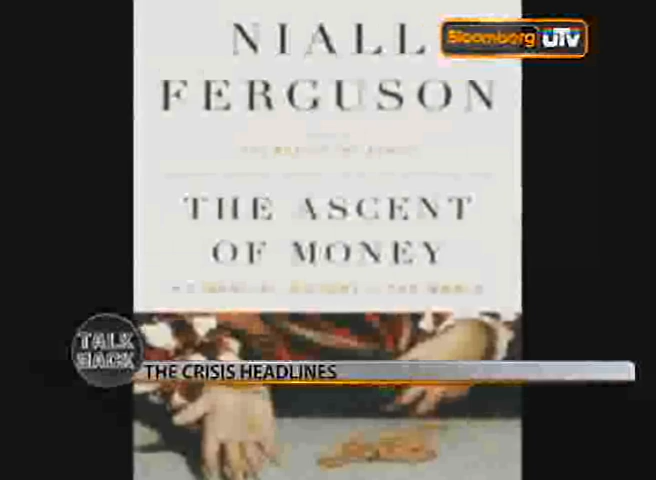 NIALL
Bloomberg UTV
FERGUSON
THE ASCENT
OF MONEY
TALK
BACK
THE CRISIS HEADLINES